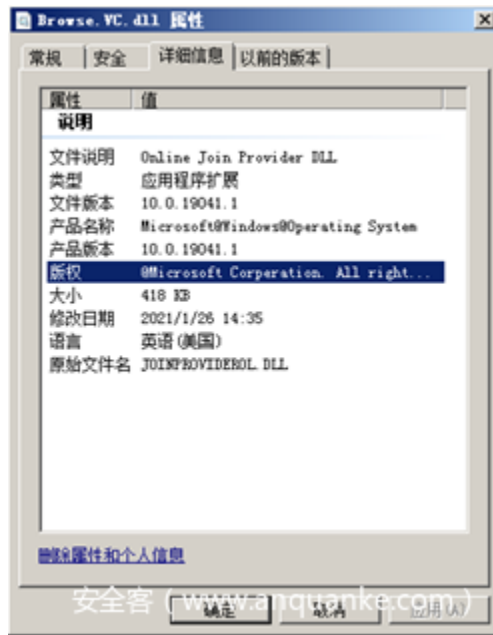 Browse.VC.dll 属性
常规 安全 详细信息 以前的版本
属性 值
说明
文件说明 Online Join Provider DLL
类型 应用程序扩展
文件版本 10.0.19041.1
产品名称 Microsoft@Windows@Operating System
产品版本 10.0.19041.1
版权 @Microsoft Corperation. All right...
大小 418 KB
修改日期 2021/1/26 14:35
语言 英语(美国)
原始文件名 JOINPROVIDEROL.DLL
删除属性和个人信息
安全客（www.anquanke.com）
确定 取消 应用(A)